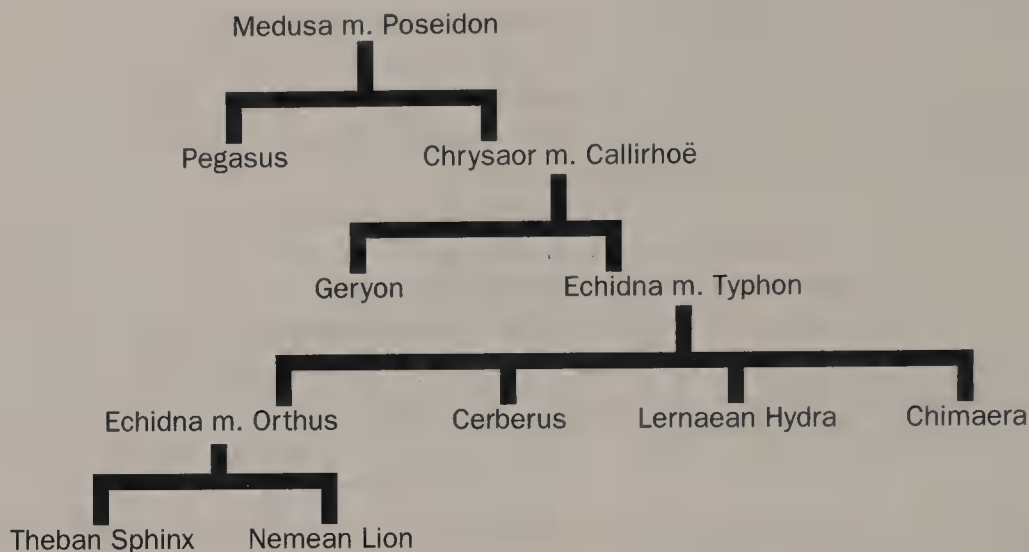 Medusa m. Poseidon
Pegasus Chrysaor m. Callirhoë
Geryon Echidna m. Typhon
Echidna m. Orthus Cerberus Lernaean Hydra Chimaera
Theban Sphinx Nemean Lion